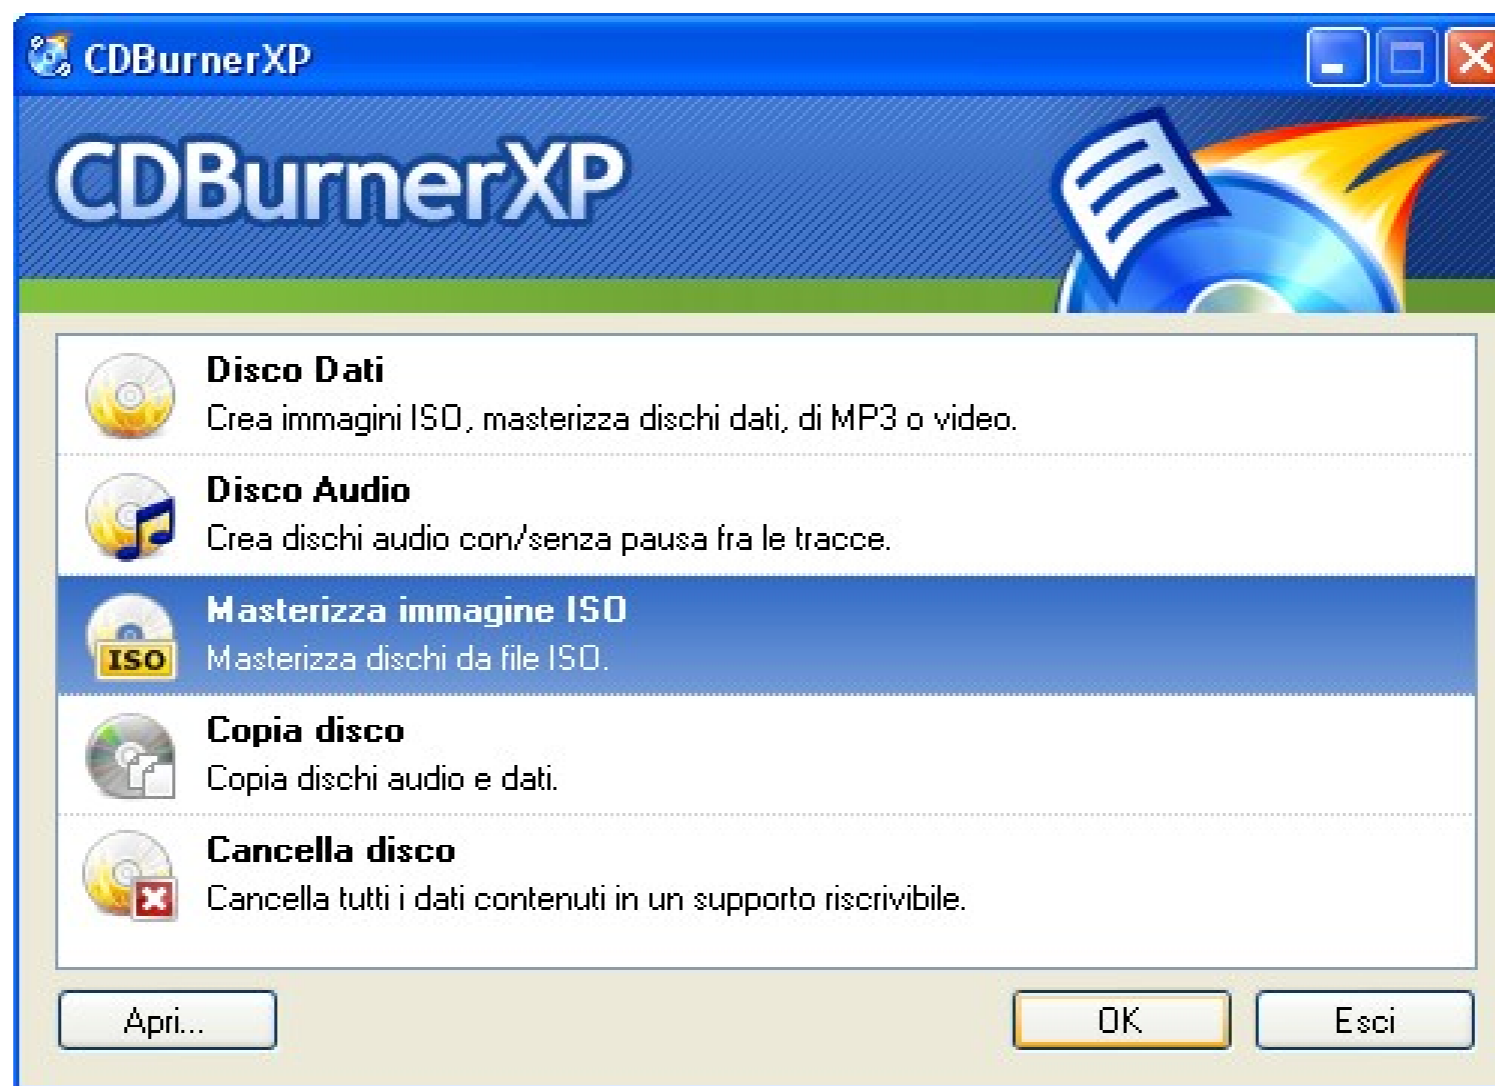 CDBurnerXP
CDBurnerXP
Disco Dati
Crea immagini ISO, masterizza dischi dati, di MP3 o video.
Disco Audio
Crea dischi audio con/senza pausa fra le tracce.
Masterizza immagine ISO
ISO
Masterizza dischi da file ISO.
Copia disco
Copia dischi audio e dati.
Cancella disco
Cancella tutti i dati contenuti in un supporto riscrivibile.
Apri...
OK
Esci